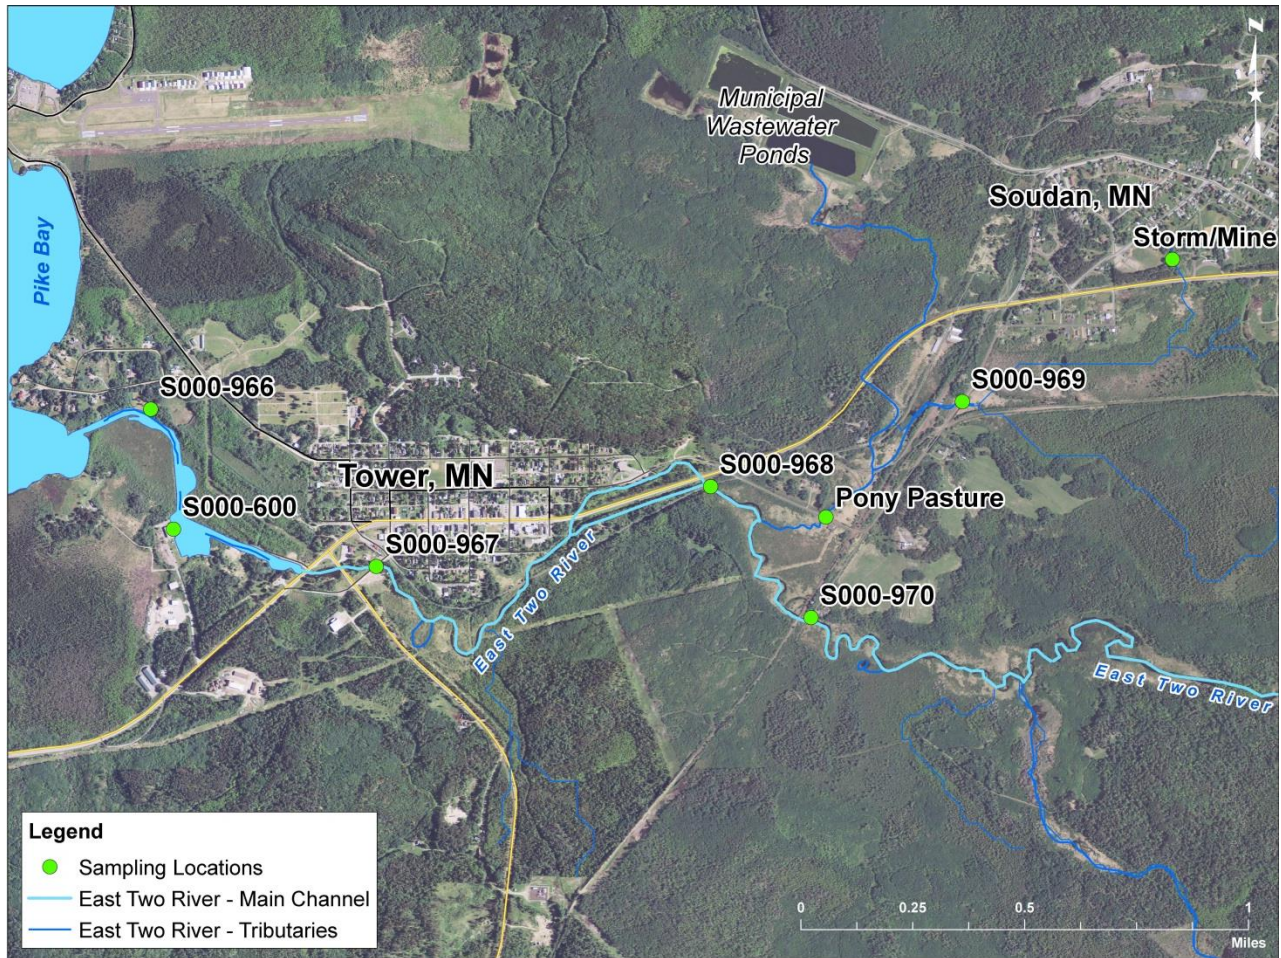 N
Municipal
Wastewater
Ponds
Soudan, MN
Storm/Mine
Pike Bay
S000-966
S000-969
Tower, MN
S000-968
Pony Pasture
S000-600
S000-967
East Two River
S000-970
East Two River
Legend
Sampling Locations
East Two River - Main Channel
East Two River - Tributaries
0 0.25 0.5 1
Miles